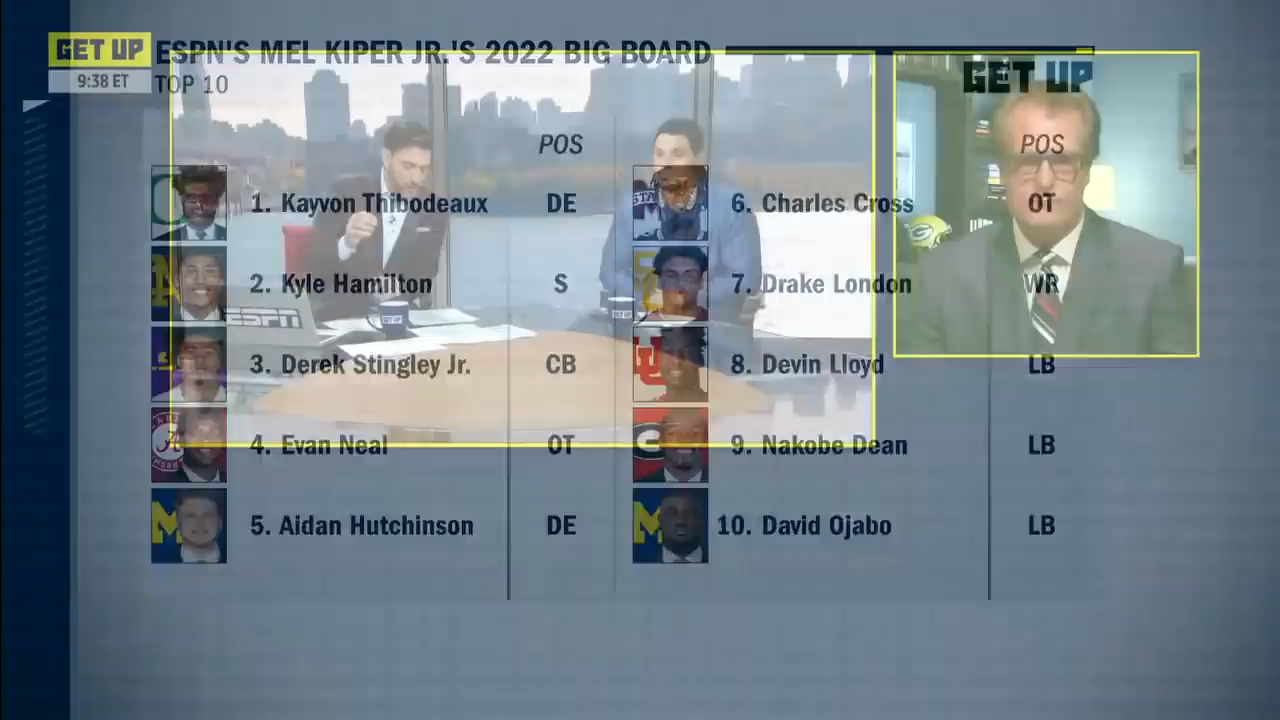 GET UP
ESPN'S MEL KIPER JR.'S 2022 BIG BOARD
9:38 ET
TOP 10
GET UP
POS
POS
1. Kayvon Thibodeaux DE
6. Charles Cross OT
2. Kyle Hamilton S
7. Drake London WR
3. Derek Stingley Jr. CB
8. Devin Lloyd LB
4. Evan Neal OT
9. Nakobe Dean LB
5. Aidan Hutchinson DE
10. David Ojabo LB
ESPN
GET UP
G
M
M